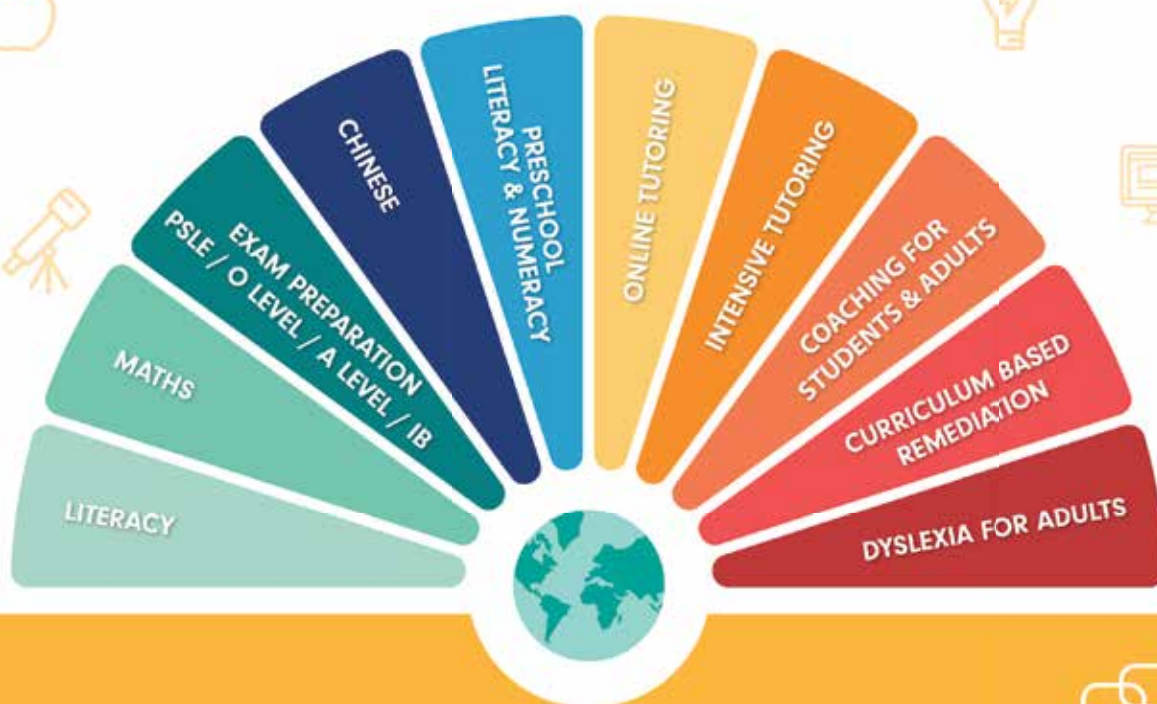 LITERACY
MATHS
EXAM PREPARATION
PSLE / O LEVEL / A LEVEL / IB
CHINESE
PRESCHOOL
LITERACY & NUMERACY
ONLINE TUTORING
INTENSIVE TUTORING
COACHING FOR
STUDENTS & ADULTS
CURRICULUM BASED
REMEDIATION
DYSLEXIA FOR ADULTS